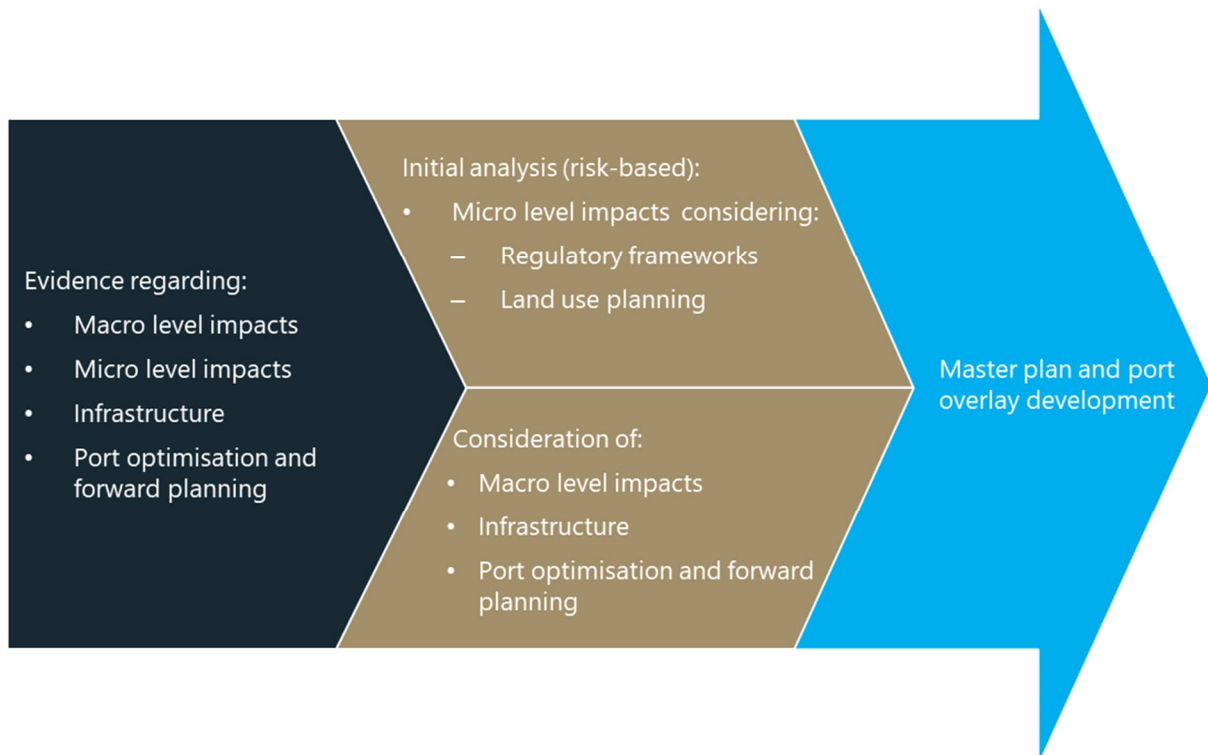 Evidence regarding:
• Macro level impacts
• Micro level impacts
• Infrastructure
• Port optimisation and
forward planning
Initial analysis (risk-based):
• Micro level impacts considering:
– Regulatory frameworks
– Land use planning
Consideration of:
• Macro level impacts
• Infrastructure
• Port optimisation and forward
planning
Master plan and port
overlay development